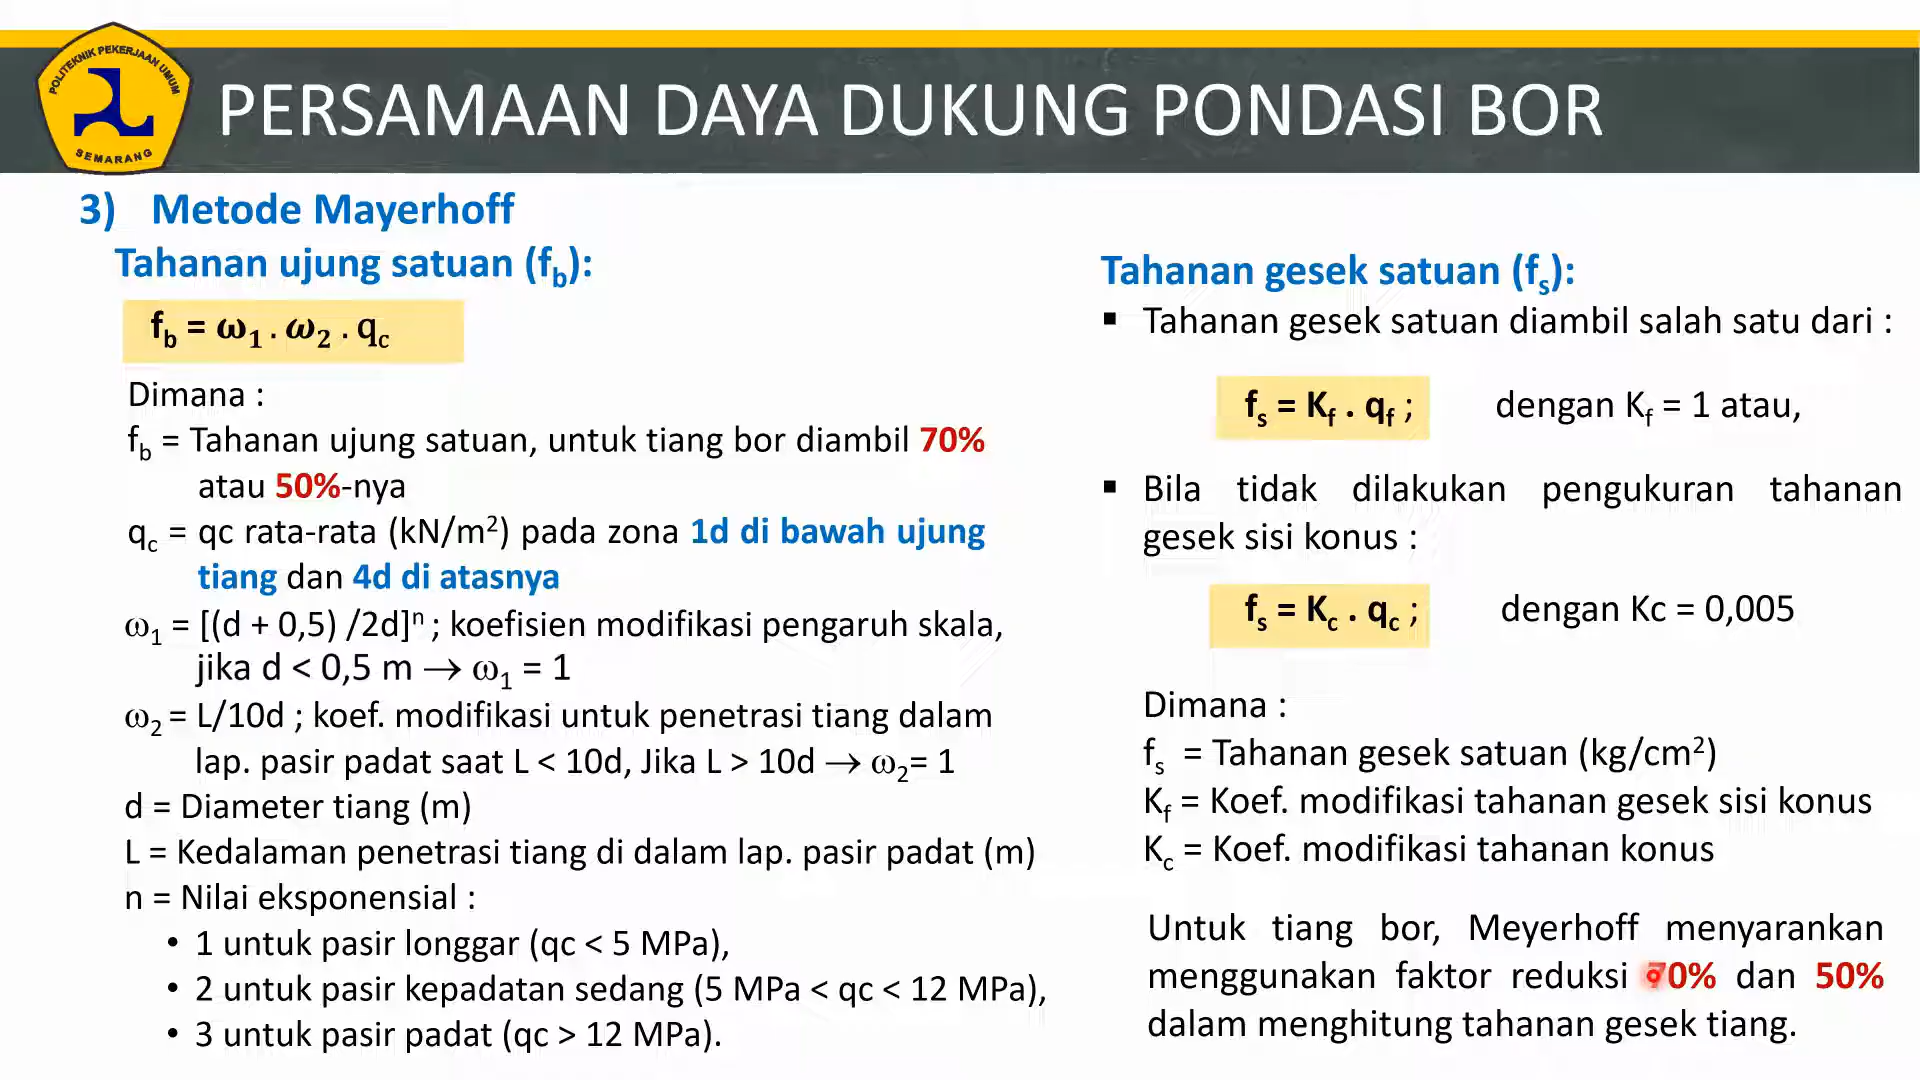 POLITEKNIK PEKERJAAN UMUM
SEMARANG
PERSAMAAN DAYA DUKUNG PONDASI BOR
3) Metode Mayerhoff
Tahanan ujung satuan (fb):
fb = ω1 . ω2 . qc
Dimana :
fb = Tahanan ujung satuan, untuk tiang bor diambil 70%
atau 50%-nya
qc = qc rata-rata (kN/m²) pada zona 1d di bawah ujung
tiang dan 4d di atasnya
ω1 = [(d + 0,5) /2d]ⁿ ; koefisien modifikasi pengaruh skala,
jika d < 0,5 m → ω1 = 1
ω2 = L/10d ; koef. modifikasi untuk penetrasi tiang dalam
lap. pasir padat saat L < 10d, Jika L > 10d → ω2= 1
d = Diameter tiang (m)
L = Kedalaman penetrasi tiang di dalam lap. pasir padat (m)
n = Nilai eksponensial :
• 1 untuk pasir longgar (qc < 5 MPa),
• 2 untuk pasir kepadatan sedang (5 MPa < qc < 12 MPa),
• 3 untuk pasir padat (qc > 12 MPa).
Tahanan gesek satuan (fs):
▪ Tahanan gesek satuan diambil salah satu dari :
fs = Kf . qf ; dengan Kf = 1 atau,
▪ Bila tidak dilakukan pengukuran tahanan
gesek sisi konus :
fs = Kc . qc ; dengan Kc = 0,005
Dimana :
fs = Tahanan gesek satuan (kg/cm²)
Kf = Koef. modifikasi tahanan gesek sisi konus
Kc = Koef. modifikasi tahanan konus
Untuk tiang bor, Meyerhoff menyarankan
menggunakan faktor reduksi 70% dan 50%
dalam menghitung tahanan gesek tiang.